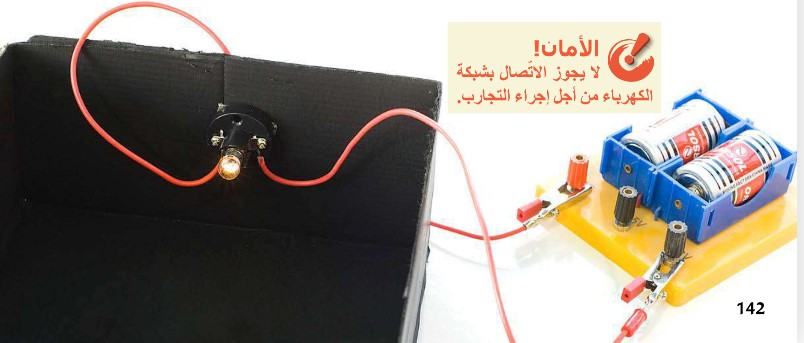 الأمان!
لا يجوز الاتّصال بشبكة
الكهرباء من أجل إجراء التجارب.
142